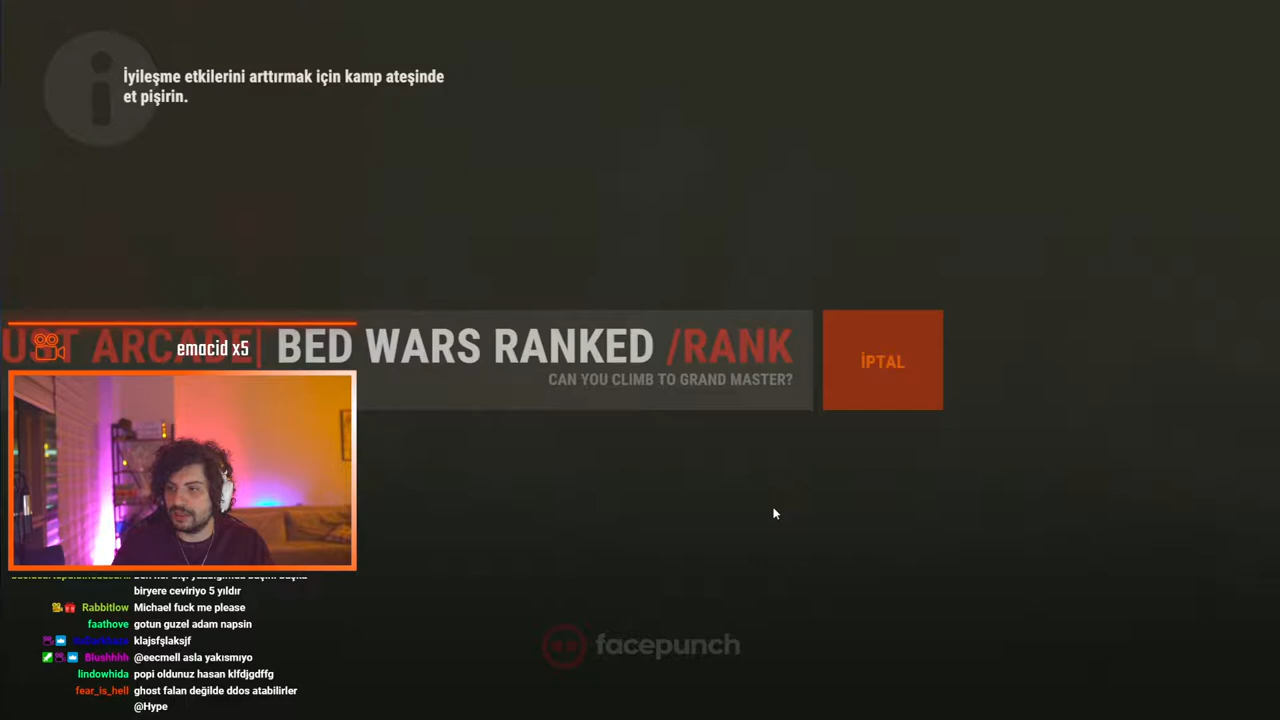 İyileşme etkilerini arttırmak için kamp ateşinde
et pişirin.
UST ARCADE| BED WARS RANKED /RANK
CAN YOU CLIMB TO GRAND MASTER?
İPTAL
emacid x5
biryere ceviriyo 5 yıldır
Rabbitlow Michael fuck me please
faathove gotun guzel adam napsin
klajsfşlaksjf
Blushhhh @eecmell asla yakısmıyo
lindowhida popi oldunuz hasan klfdjgdffg
fear_is_hell ghost falan değilde ddos atabilirler
@Hype
facepunch